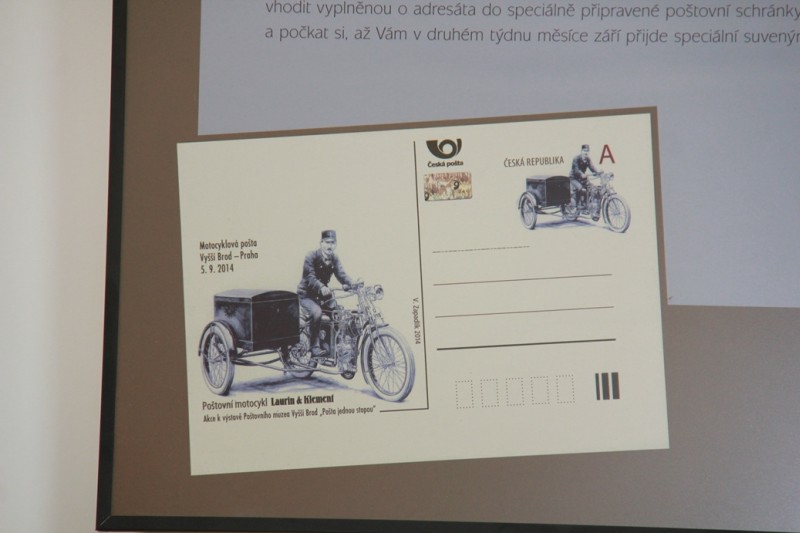 vhodit vyplněnou o adresáta do speciálně připravené poštovní schránky
a počkat si, až Vám v druhém týdnu měsíce září přijde speciální suvenýr
Česká pošta
ČESKÁ REPUBLIKA
A
Motocyklová pošta
Vyšší Brod – Praha
5. 9. 2014
V. Zapadlík 2014
Poštovní motocykl Laurin & Klement
Akce k výstavě Poštovního muzea Vyšší Brod „Pošta jednou stopou"